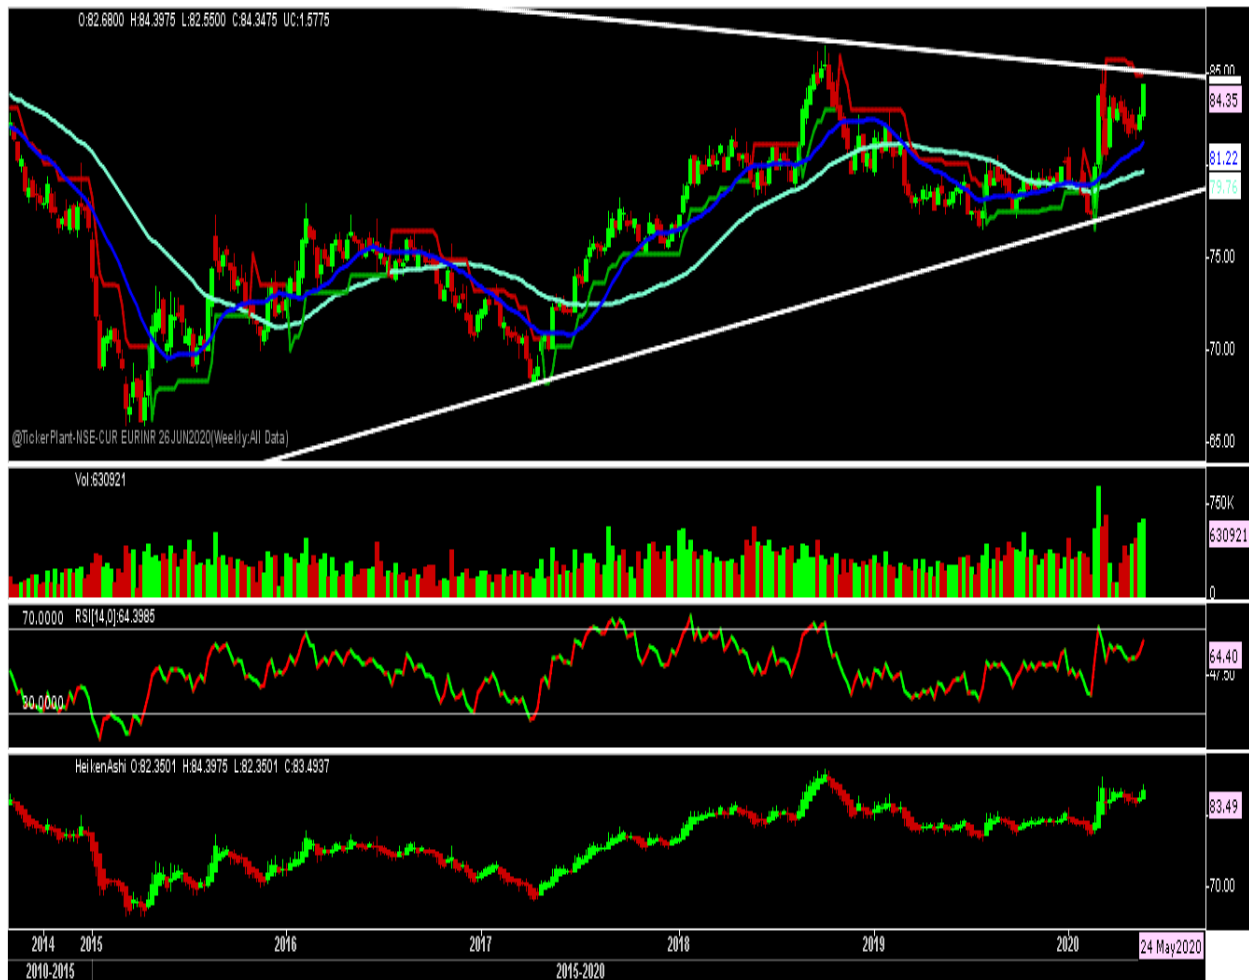 O:82.6800 H:84.3975 L:82.5500 C:84.3475 UC:1.5775
85.00
84.35
81.22
79.76
75.00
70.00
65.00
@TickerPlant-NSE-CUR EURINR 26JUN2020(Weekly:All Data)
Vol:630921
750K
630921
0
70.0000 RSI[14,0]:64.3985
64.40
47.50
30.0000
HeikenAshi O:82.3501 H:84.3975 L:82.3501 C:83.4937
83.49
70.00
2014 2015 2016 2017 2018 2019 2020 24 May2020
2010-2015 2015-2020